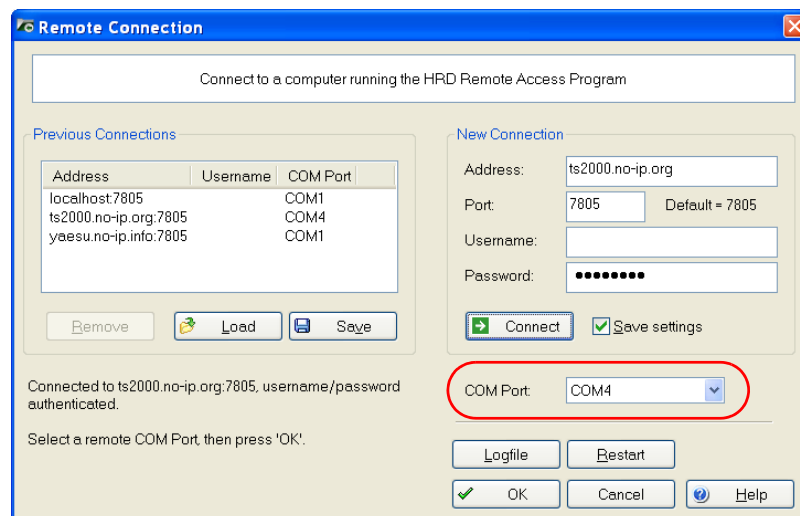 Remote Connection
Connect to a computer running the HRD Remote Access Program
Previous Connections
Address Username COM Port
localhost:7805 COM1
ts2000.no-ip.org:7805 COM4
yaesu.no-ip.info:7805 COM1
Remove Load Save
Connected to ts2000.no-ip.org:7805, username/password
authenticated.
Select a remote COM Port, then press 'OK'.
New Connection
Address: ts2000.no-ip.org
Port: 7805 Default = 7805
Username:
Password: ●●●●●●●●
Connect Save settings
COM Port: COM4
Logfile Restart
OK Cancel Help